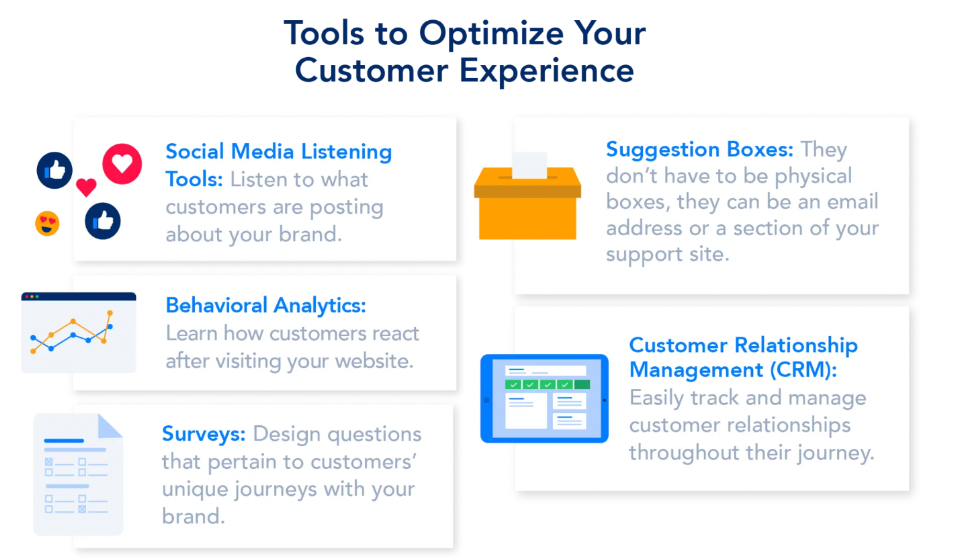 Tools to Optimize Your
Customer Experience
Social Media Listening
Tools: Listen to what
customers are posting
about your brand.
Behavioral Analytics:
Learn how customers react
after visiting your website.
Surveys: Design questions
that pertain to customers’
unique journeys with your
brand.
Suggestion Boxes: They
don’t have to be physical
boxes, they can be an email
address or a section of your
support site.
Customer Relationship
Management (CRM):
Easily track and manage
customer relationships
throughout their journey.